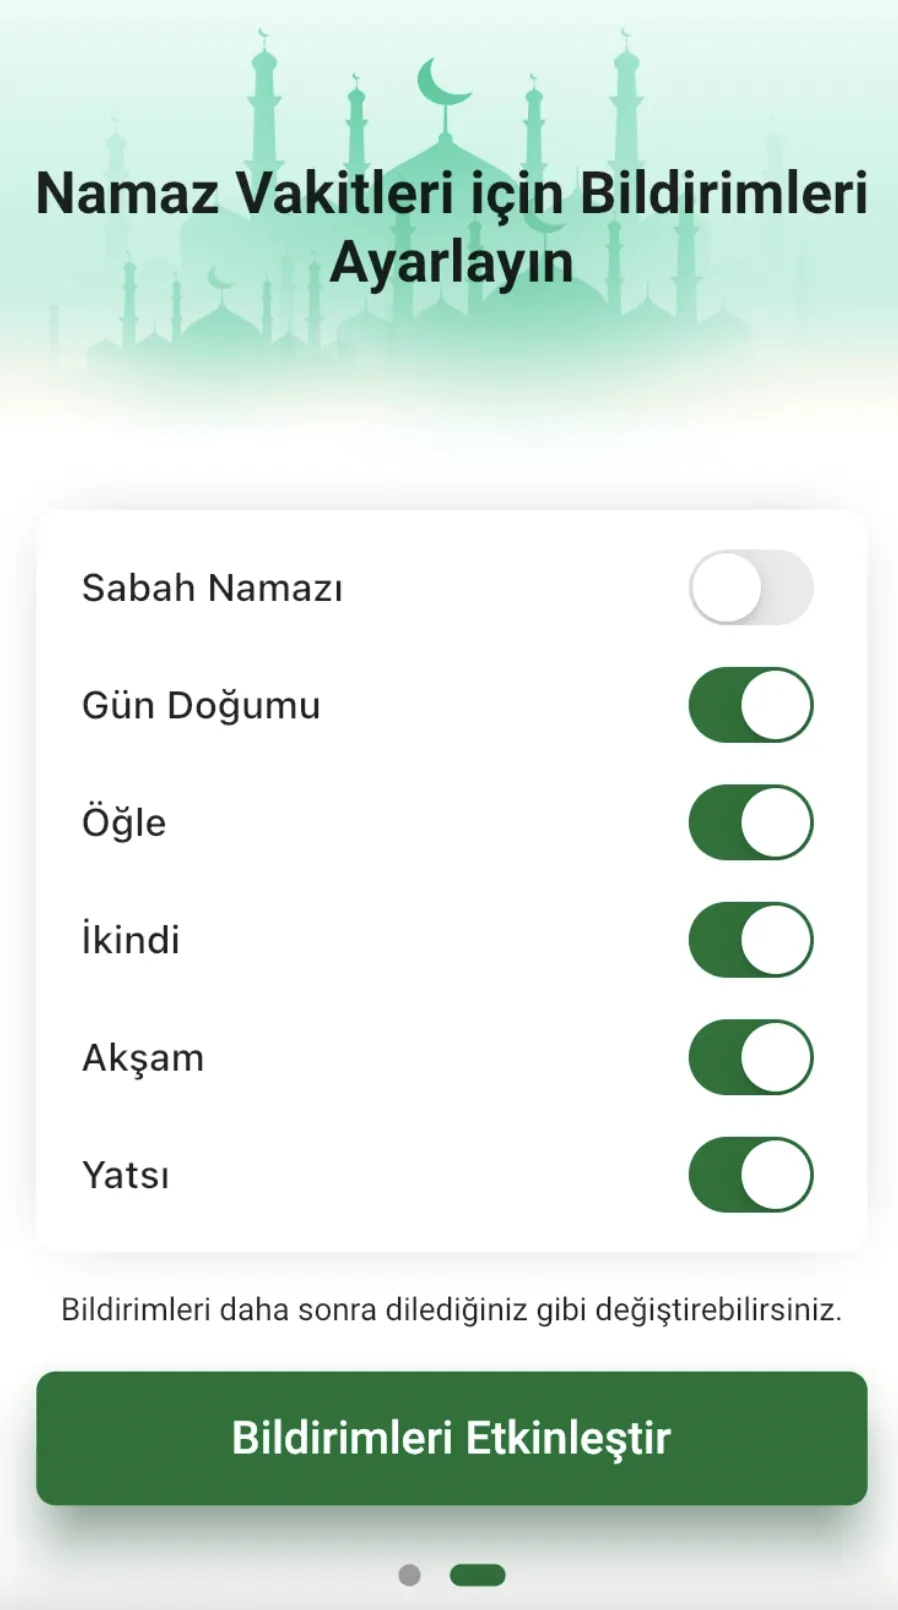 Namaz Vakitleri için Bildirimleri
Ayarlayın
Sabah Namazı
Gün Doğumu
Öğle
İkindi
Akşam
Yatsı
Bildirimleri daha sonra dilediğiniz gibi değiştirebilirsiniz.
Bildirimleri Etkinleştir